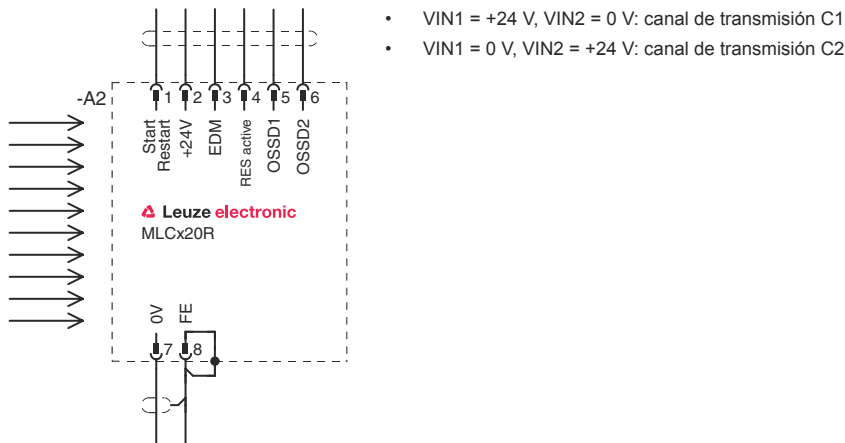 • VIN1 = +24 V, VIN2 = 0 V: canal de transmisión C1
• VIN1 = 0 V, VIN2 = +24 V: canal de transmisión C2
-A2
1 2 3 4 5 6
Start
Restart
+24V
EDM
RES active
OSSD1
OSSD2
Leuze electronic
MLCx20R
0V
FE
7 8